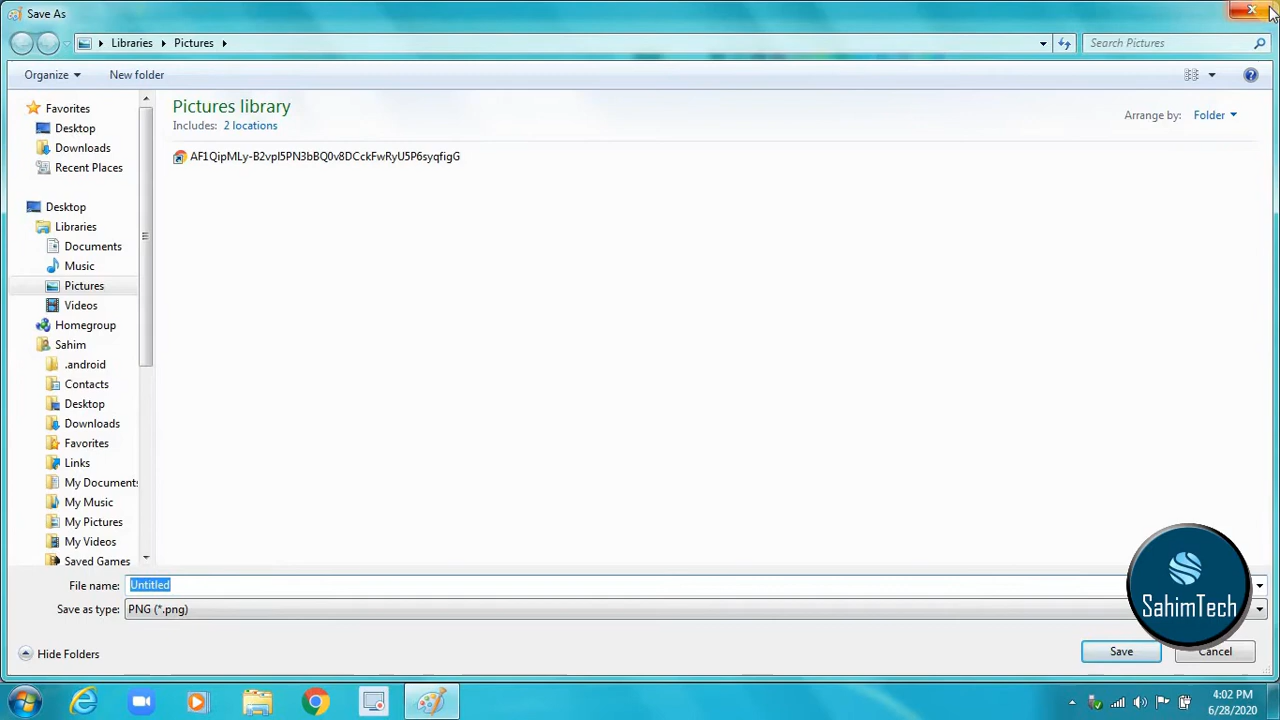 Save As
Libraries
Pictures
Search Pictures
Organize
New folder
Pictures library
Includes: 2 locations
Arrange by: Folder
AF1QipMLy-B2vpl5PN3bBQ0v8DCckFwRyU5P6syqfigG
Favorites
Desktop
Downloads
Recent Places
Desktop
Libraries
Documents
Music
Pictures
Videos
Homegroup
Sahim
.android
Contacts
Desktop
Downloads
Favorites
Links
My Documents
My Music
My Pictures
My Videos
Saved Games
File name: Untitled
Save as type: PNG (*.png)
SahimTech
Hide Folders
Save
Cancel
4:02 PM
6/28/2020